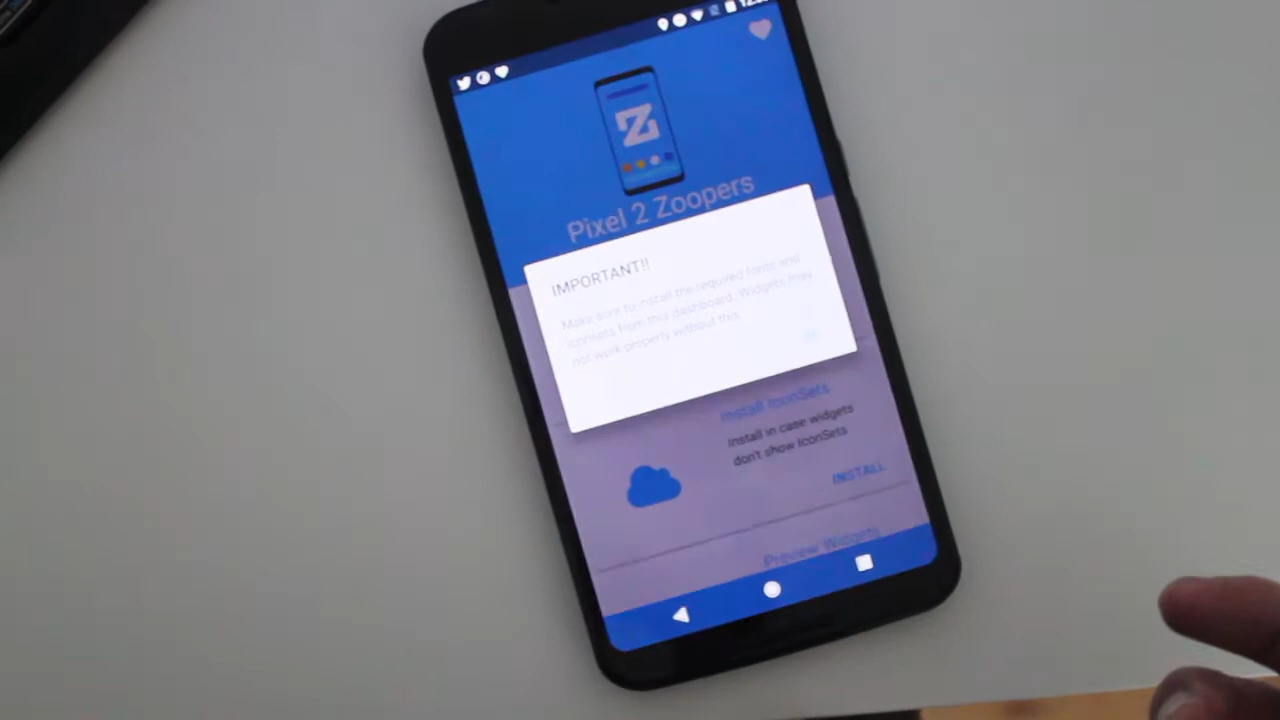 Z
Pixel 2 Zoopers
IMPORTANT!!
Make sure to install the required fonts and
iconsets from this dashboard. Widgets may
not work properly without this.
Install IconSets
Install in case widgets
don't show IconSets
INSTALL
Preview Widgets